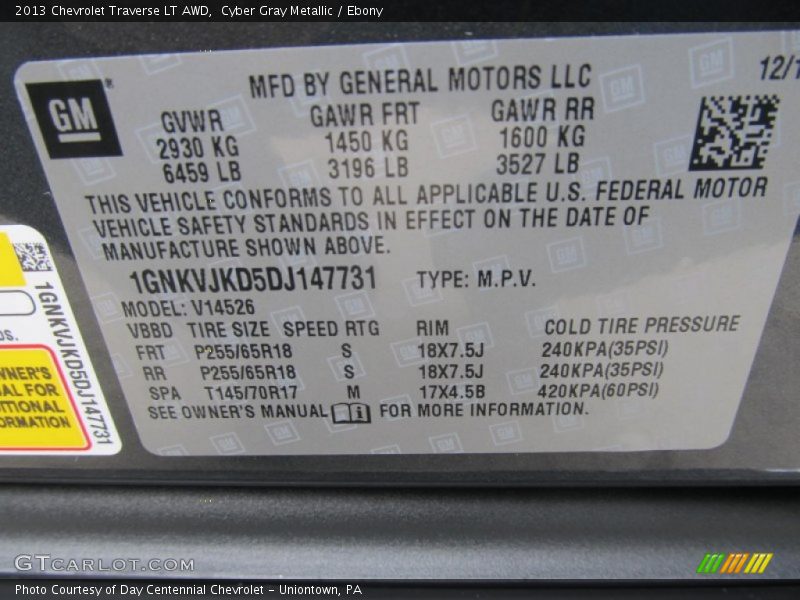 2013 Chevrolet Traverse LT AWD,  Cyber Gray Metallic / Ebony
MFD BY GENERAL MOTORS LLC
12/1
GM
GVWR GAWR FRT GAWR RR
2930 KG 1450 KG 1600 KG
6459 LB 3196 LB 3527 LB
THIS VEHICLE CONFORMS TO ALL APPLICABLE U.S. FEDERAL MOTOR
VEHICLE SAFETY STANDARDS IN EFFECT ON THE DATE OF
MANUFACTURE SHOWN ABOVE.
1GNKVJKD5DJ147731 TYPE: M.P.V.
MODEL: V14526
VBBD TIRE SIZE SPEED RTG RIM COLD TIRE PRESSURE
FRT P255/65R18 S 18X7.5J 240KPA(35PSI)
RR P255/65R18 S 18X7.5J 240KPA(35PSI)
SPA T145/70R17 M 17X4.5B 420KPA(60PSI)
SEE OWNER'S MANUAL i FOR MORE INFORMATION.
1GNKVJKD5DJ147731
GTCarLot.com
Photo Courtesy of Day Centennial Chevrolet – Uniontown, PA